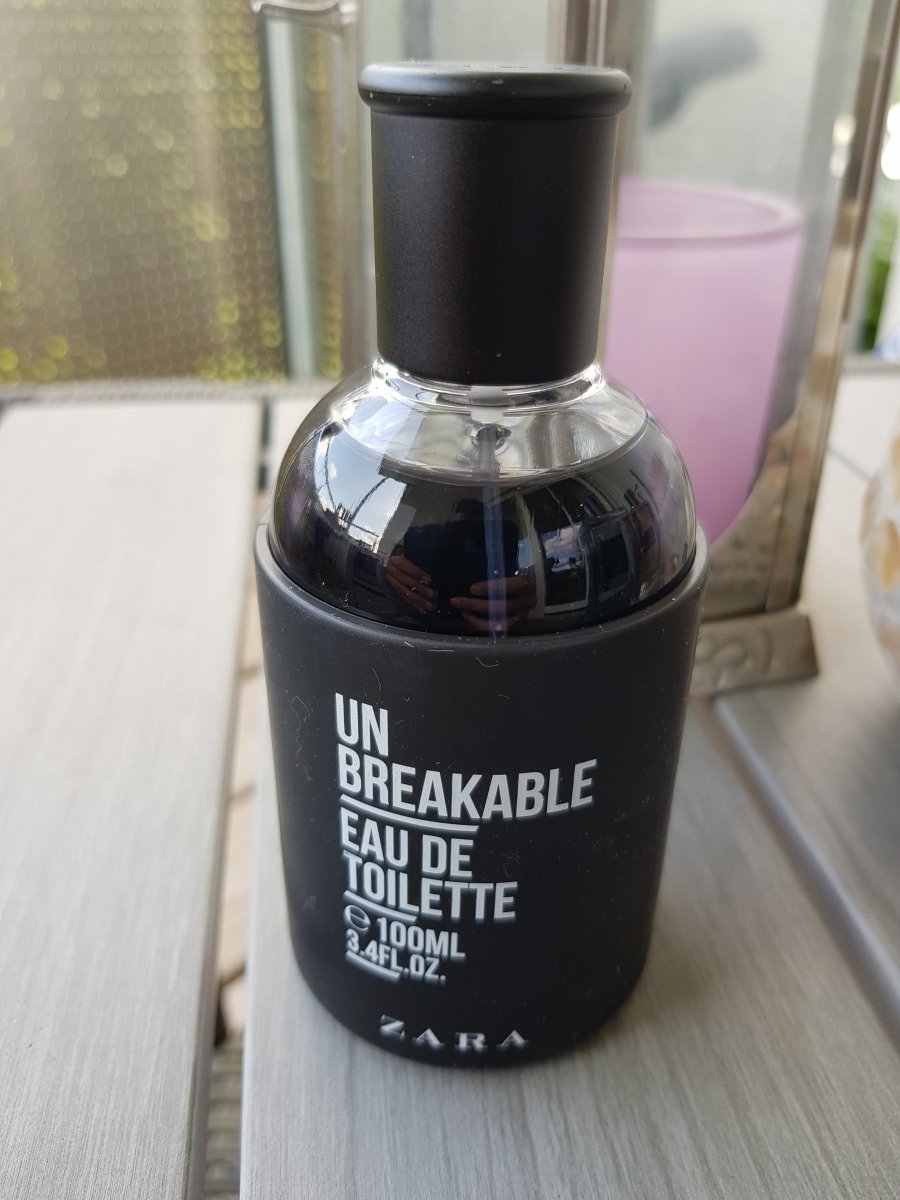 UN
BREAKABLE
EAU DE
TOILETTE
℮ 100ML
3.4FL.OZ.
ZARA